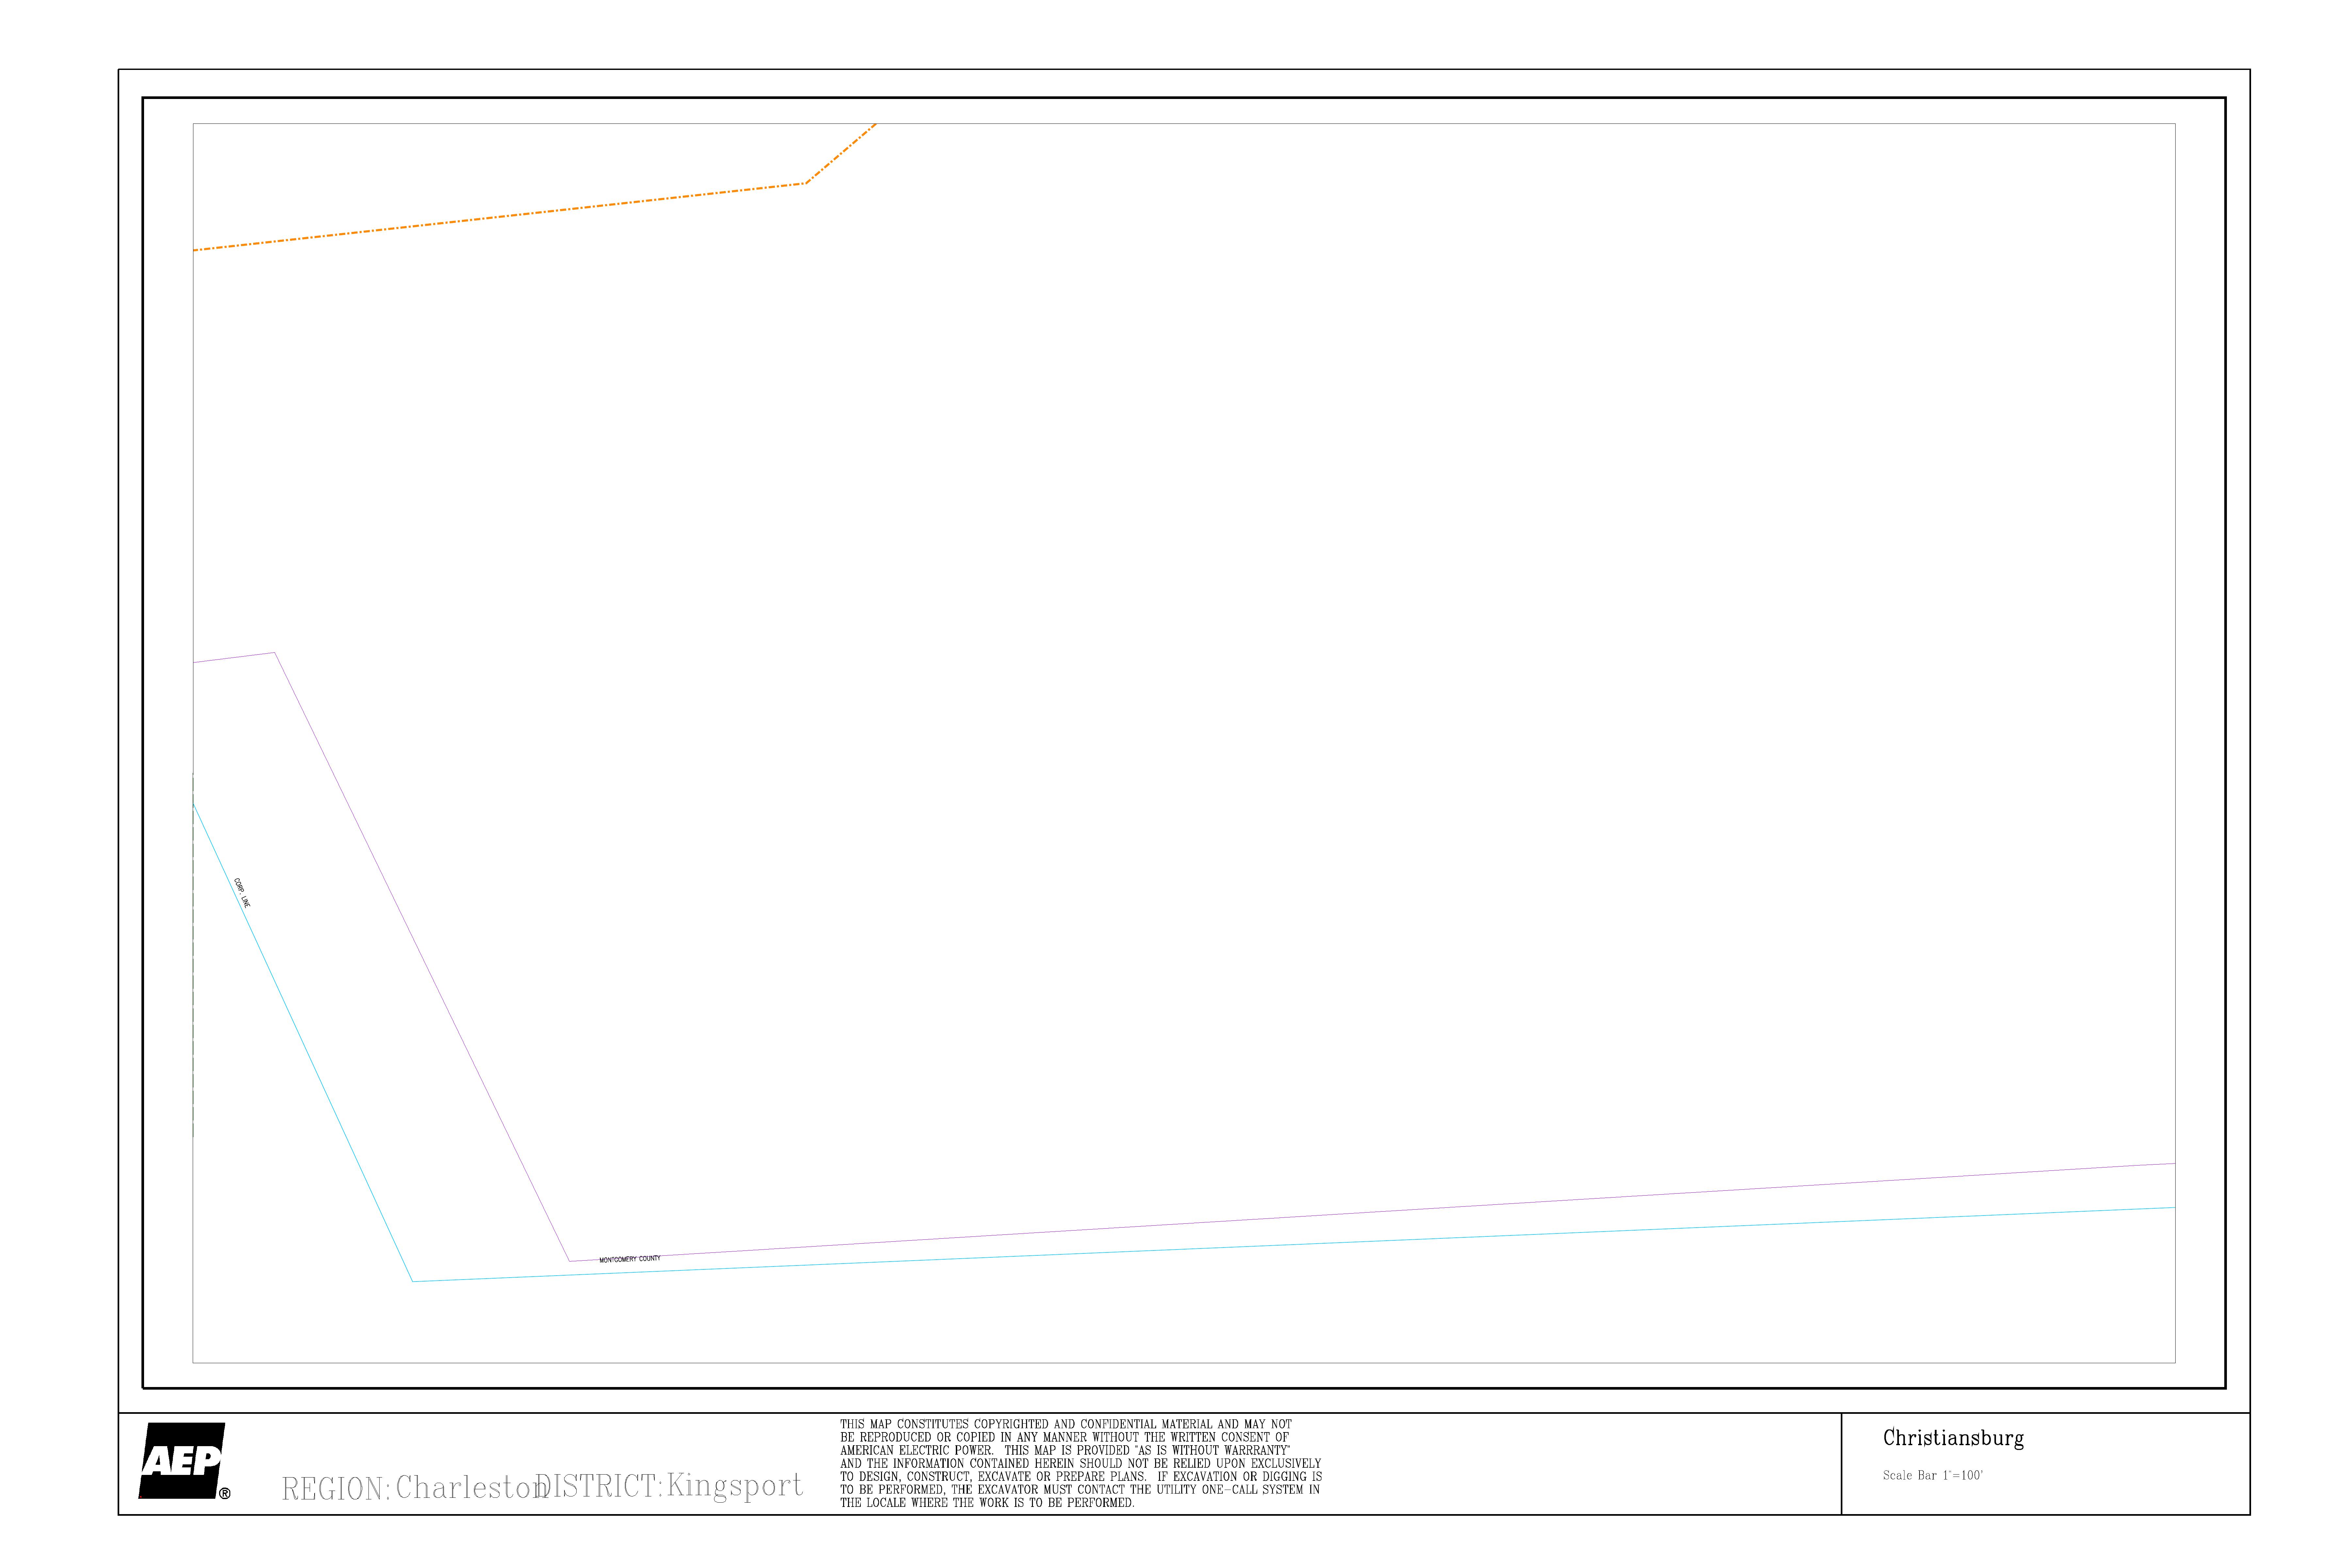 CORP. LINE
MONTGOMERY COUNTY
AEP®
REGION: Charleston DISTRICT: Kingsport
THIS MAP CONSTITUTES COPYRIGHTED AND CONFIDENTIAL MATERIAL AND MAY NOT
BE REPRODUCED OR COPIED IN ANY MANNER WITHOUT THE WRITTEN CONSENT OF
AMERICAN ELECTRIC POWER. THIS MAP IS PROVIDED "AS IS WITHOUT WARRRANTY"
AND THE INFORMATION CONTAINED HEREIN SHOULD NOT BE RELIED UPON EXCLUSIVELY
TO DESIGN, CONSTRUCT, EXCAVATE OR PREPARE PLANS. IF EXCAVATION OR DIGGING IS
TO BE PERFORMED, THE EXCAVATOR MUST CONTACT THE UTILITY ONE-CALL SYSTEM IN
THE LOCALE WHERE THE WORK IS TO BE PERFORMED.
Christiansburg
Scale Bar 1"=100'